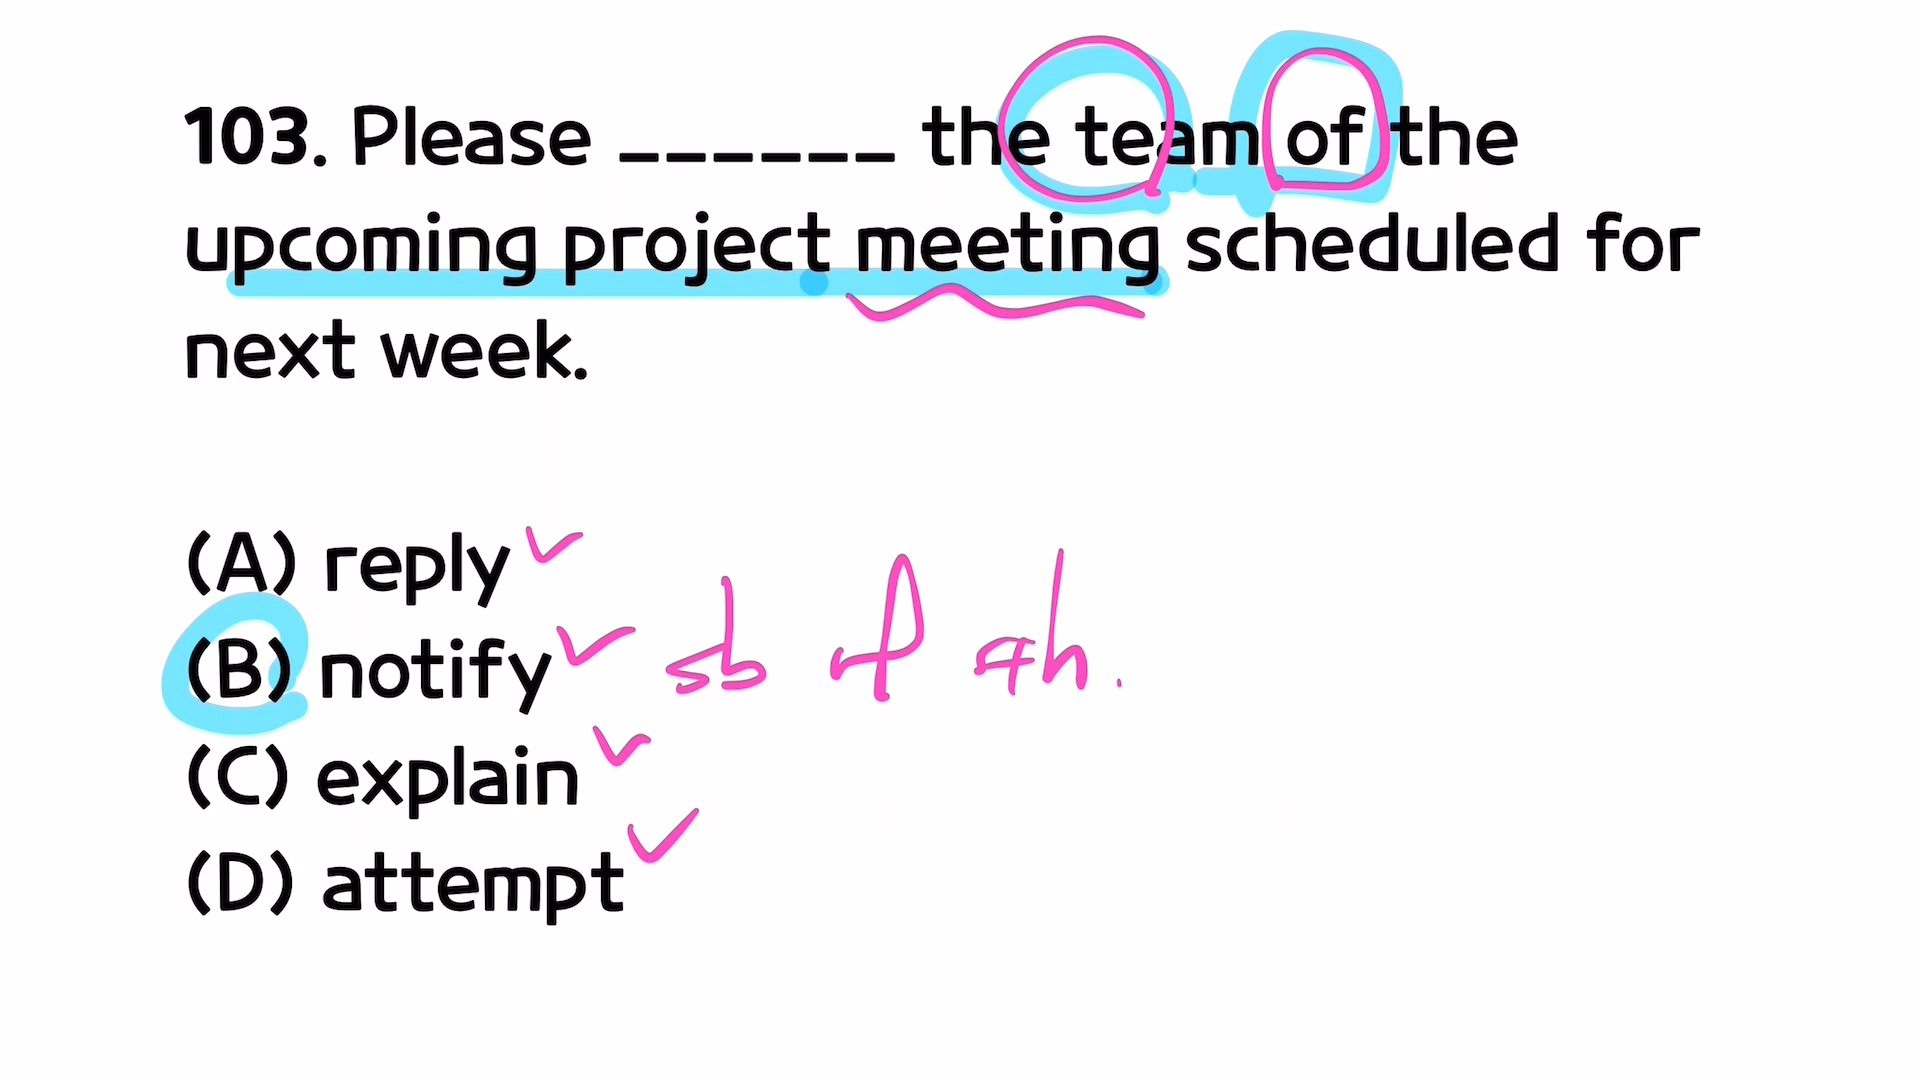 103. Please ______ the team of the
upcoming project meeting scheduled for
next week.
(A) reply
(B) notify sb of sth.
(C) explain
(D) attempt